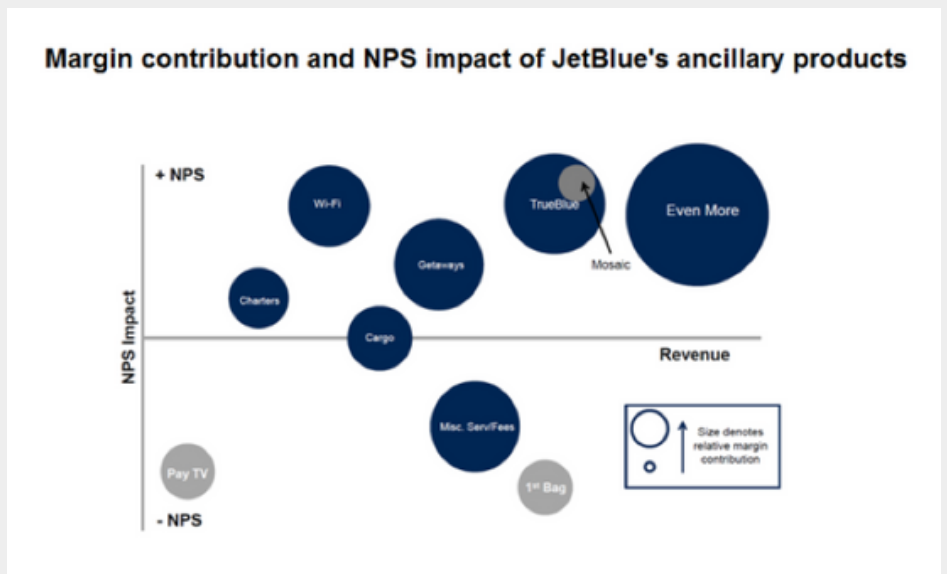 Margin contribution and NPS impact of JetBlue's ancillary products
+ NPS
Wi-Fi
TrueBlue
Even More
Getaways
Mosaic
Charters
NPS Impact
Cargo
Revenue
Misc. Serv/Fees
Size denotes
relative margin
contribution
Pay TV
1st Bag
- NPS